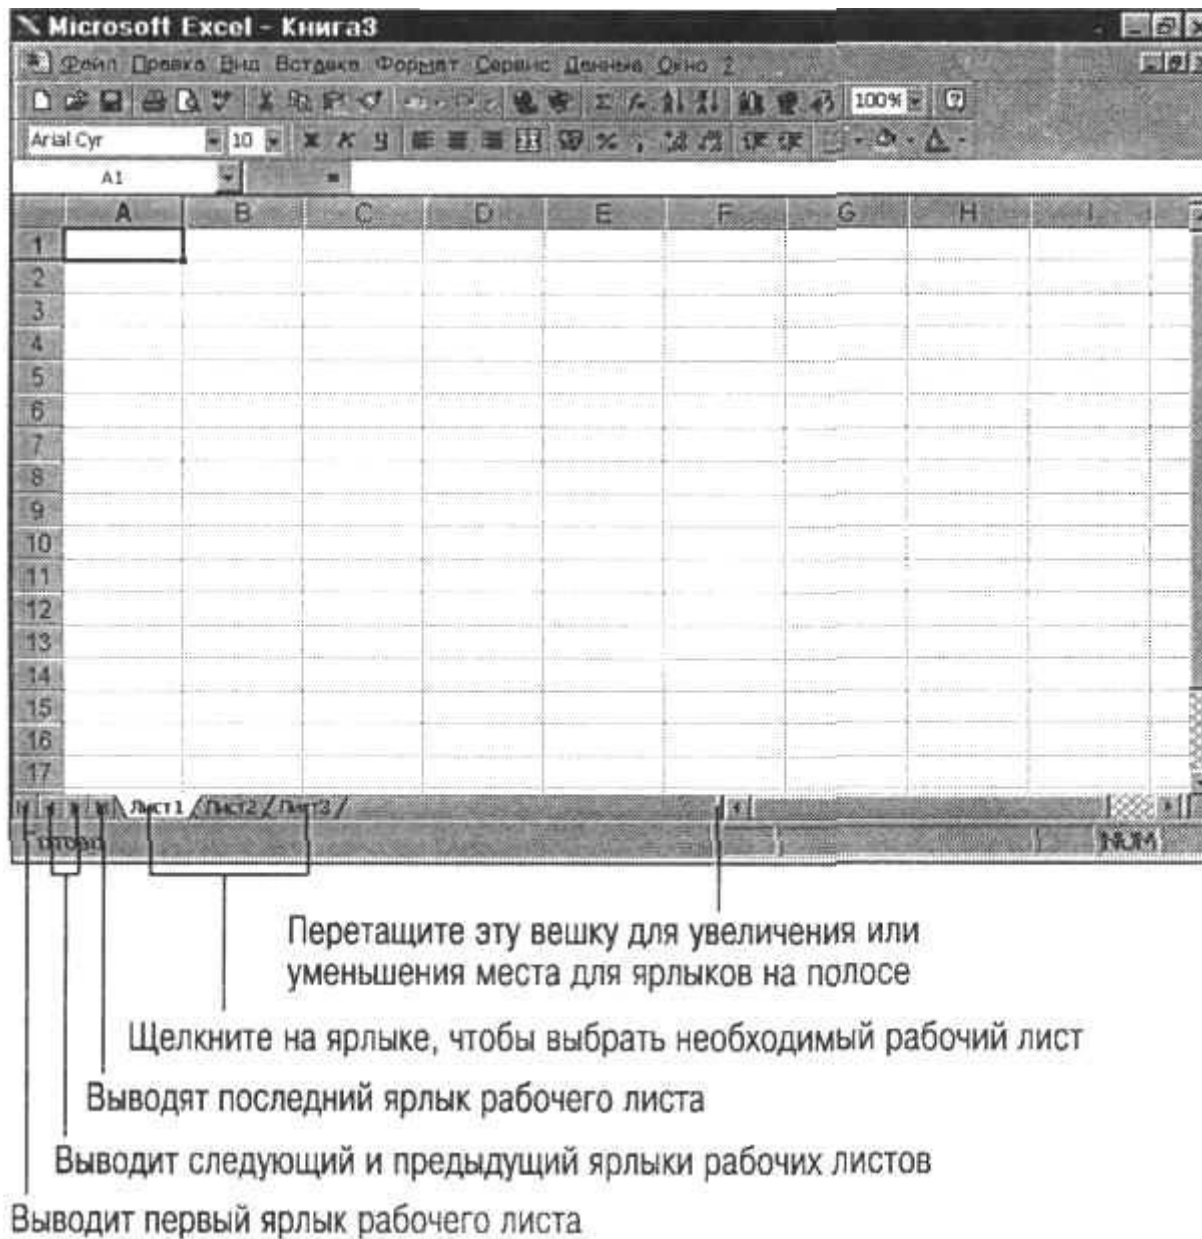 Microsoft Excel - Книга3
Файл Правка Вид Вставка Формат Сервис Данные Окно ?
100%
Arial Cyr 10 Ж К Ч %
A1 =
A B C D E F G H I
1
2
3
4
5
6
7
8
9
10
11
12
13
14
15
16
17
Лист1 Лист2 Лист3
NUM
Перетащите эту вешку для увеличения или
уменьшения места для ярлыков на полосе
Щелкните на ярлыке, чтобы выбрать необходимый рабочий лист
Выводят последний ярлык рабочего листа
Выводит следующий и предыдущий ярлыки рабочих листов
Выводит первый ярлык рабочего листа